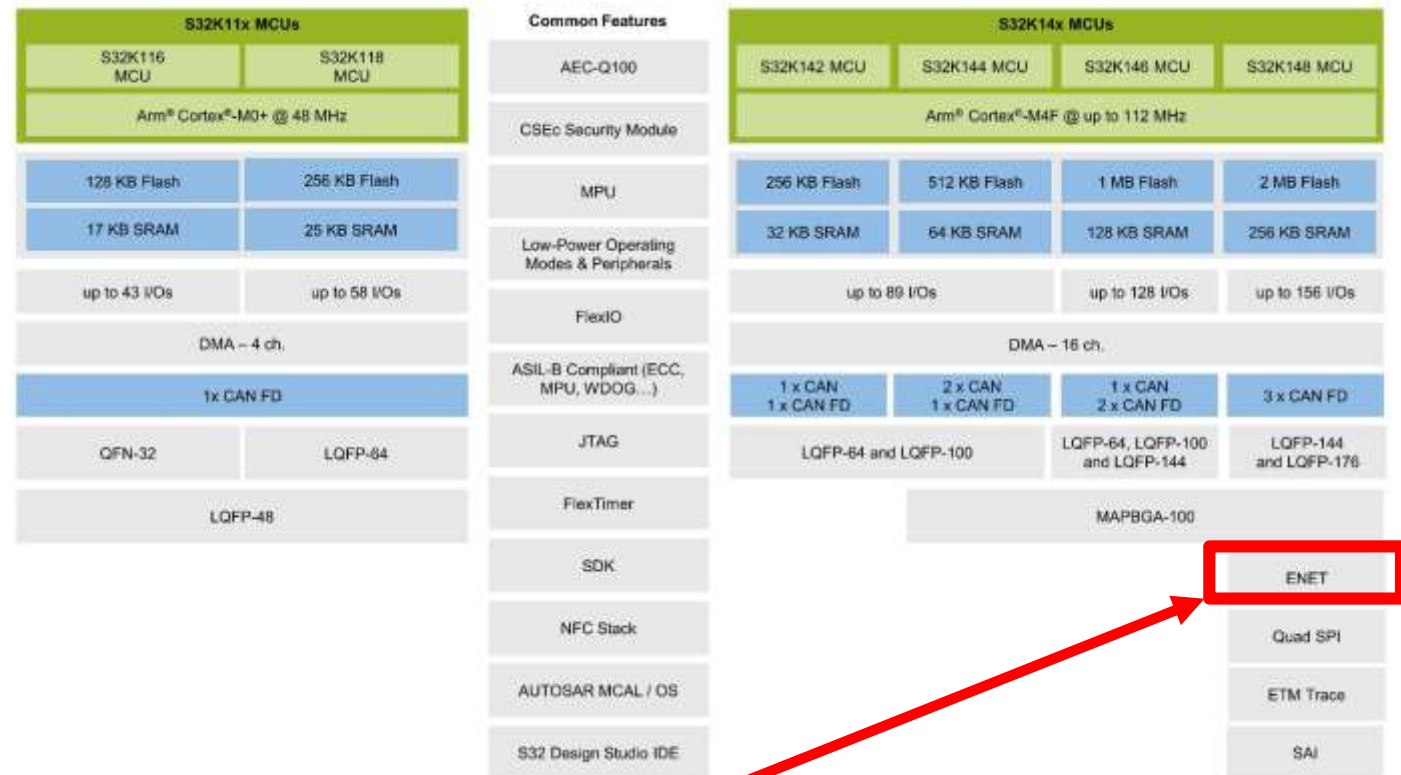 S32K11x MCUs
S32K116
MCU
S32K118
MCU
Arm® Cortex®-M0+ @ 48 MHz
128 KB Flash
256 KB Flash
17 KB SRAM
25 KB SRAM
up to 43 I/Os
up to 58 I/Os
DMA – 4 ch.
1x CAN FD
QFN-32
LQFP-64
LQFP-48
Common Features
AEC-Q100
CSEc Security Module
MPU
Low-Power Operating
Modes & Peripherals
FlexIO
ASIL-B Compliant (ECC,
MPU, WDOG…)
JTAG
FlexTimer
SDK
NFC Stack
AUTOSAR MCAL / OS
S32 Design Studio IDE
S32K14x MCUs
S32K142 MCU
S32K144 MCU
S32K146 MCU
S32K148 MCU
Arm® Cortex®-M4F @ up to 112 MHz
256 KB Flash
512 KB Flash
1 MB Flash
2 MB Flash
32 KB SRAM
64 KB SRAM
128 KB SRAM
256 KB SRAM
up to 89 I/Os
up to 128 I/Os
up to 156 I/Os
DMA – 16 ch.
1 x CAN
1 x CAN FD
2 x CAN
1 x CAN FD
1 x CAN
2 x CAN FD
3 x CAN FD
LQFP-64 and LQFP-100
LQFP-64, LQFP-100
and LQFP-144
LQFP-144
and LQFP-176
MAPBGA-100
ENET
Quad SPI
ETM Trace
SAI